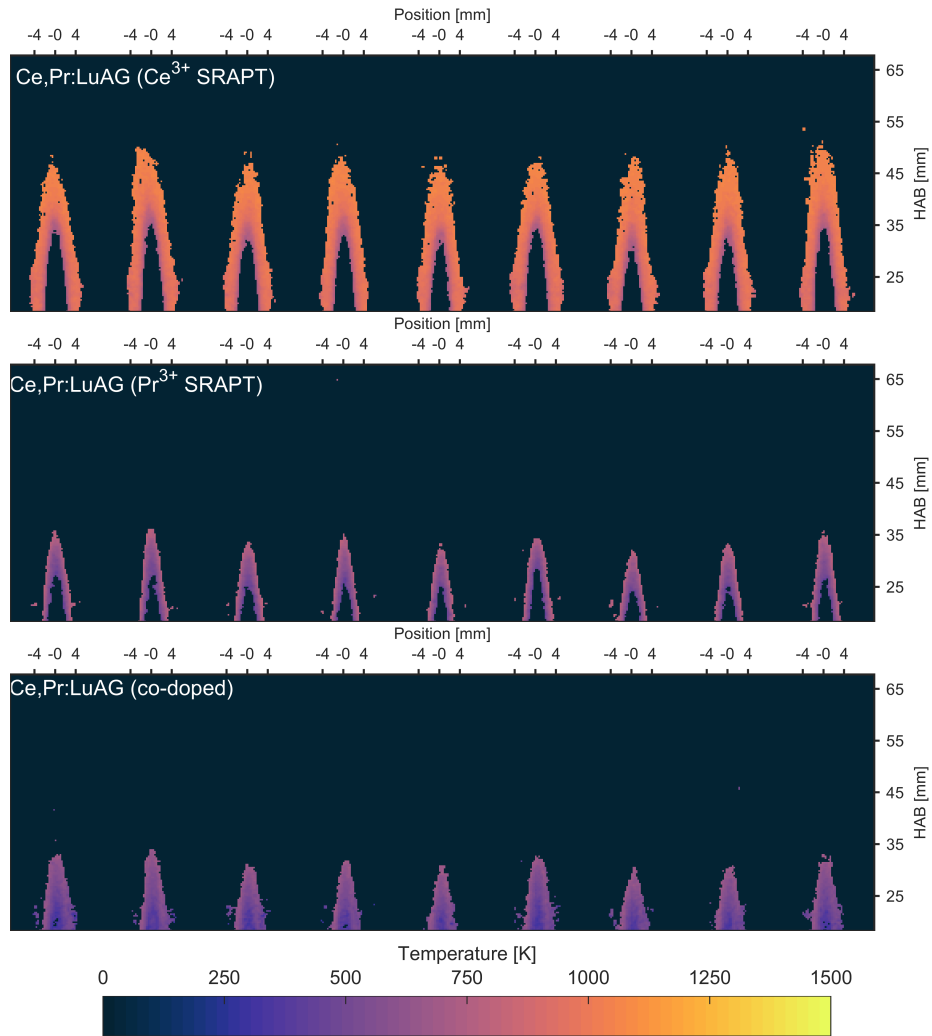 Position [mm]
-4 -0 4 -4 -0 4 -4 -0 4 -4 -0 4 -4 -0 4 -4 -0 4 -4 -0 4 -4 -0 4 -4 -0 4
Ce,Pr:LuAG (Ce3+ SRAPT)
65
55
45
35
25
HAB [mm]
Position [mm]
-4 -0 4 -4 -0 4 -4 -0 4 -4 -0 4 -4 -0 4 -4 -0 4 -4 -0 4 -4 -0 4 -4 -0 4
Ce,Pr:LuAG (Pr3+ SRAPT)
65
55
45
35
25
HAB [mm]
Position [mm]
-4 -0 4 -4 -0 4 -4 -0 4 -4 -0 4 -4 -0 4 -4 -0 4 -4 -0 4 -4 -0 4 -4 -0 4
Ce,Pr:LuAG (co-doped)
65
55
45
35
25
HAB [mm]
Temperature [K]
0 250 500 750 1000 1250 1500